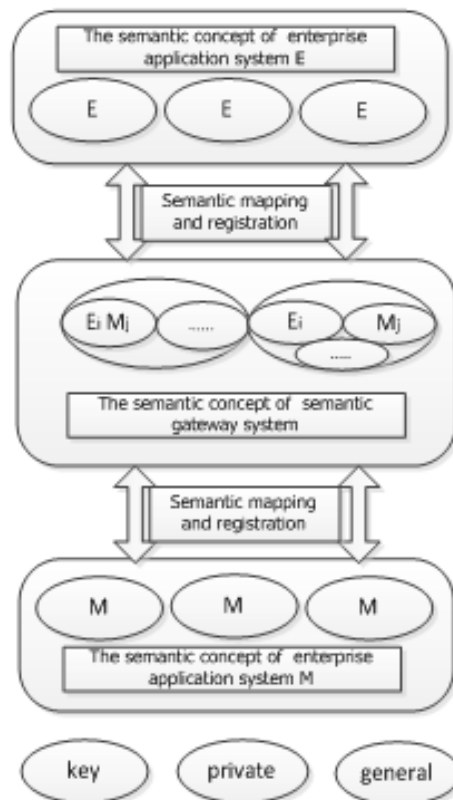 The semantic concept of enterprise
application system E
E E E
Semantic mapping
and registration
Ei Mj ...... Ei Mj
.....
The semantic concept of semantic
gateway system
Semantic mapping
and registration
M M M
The semantic concept of enterprise
application system M
key private general